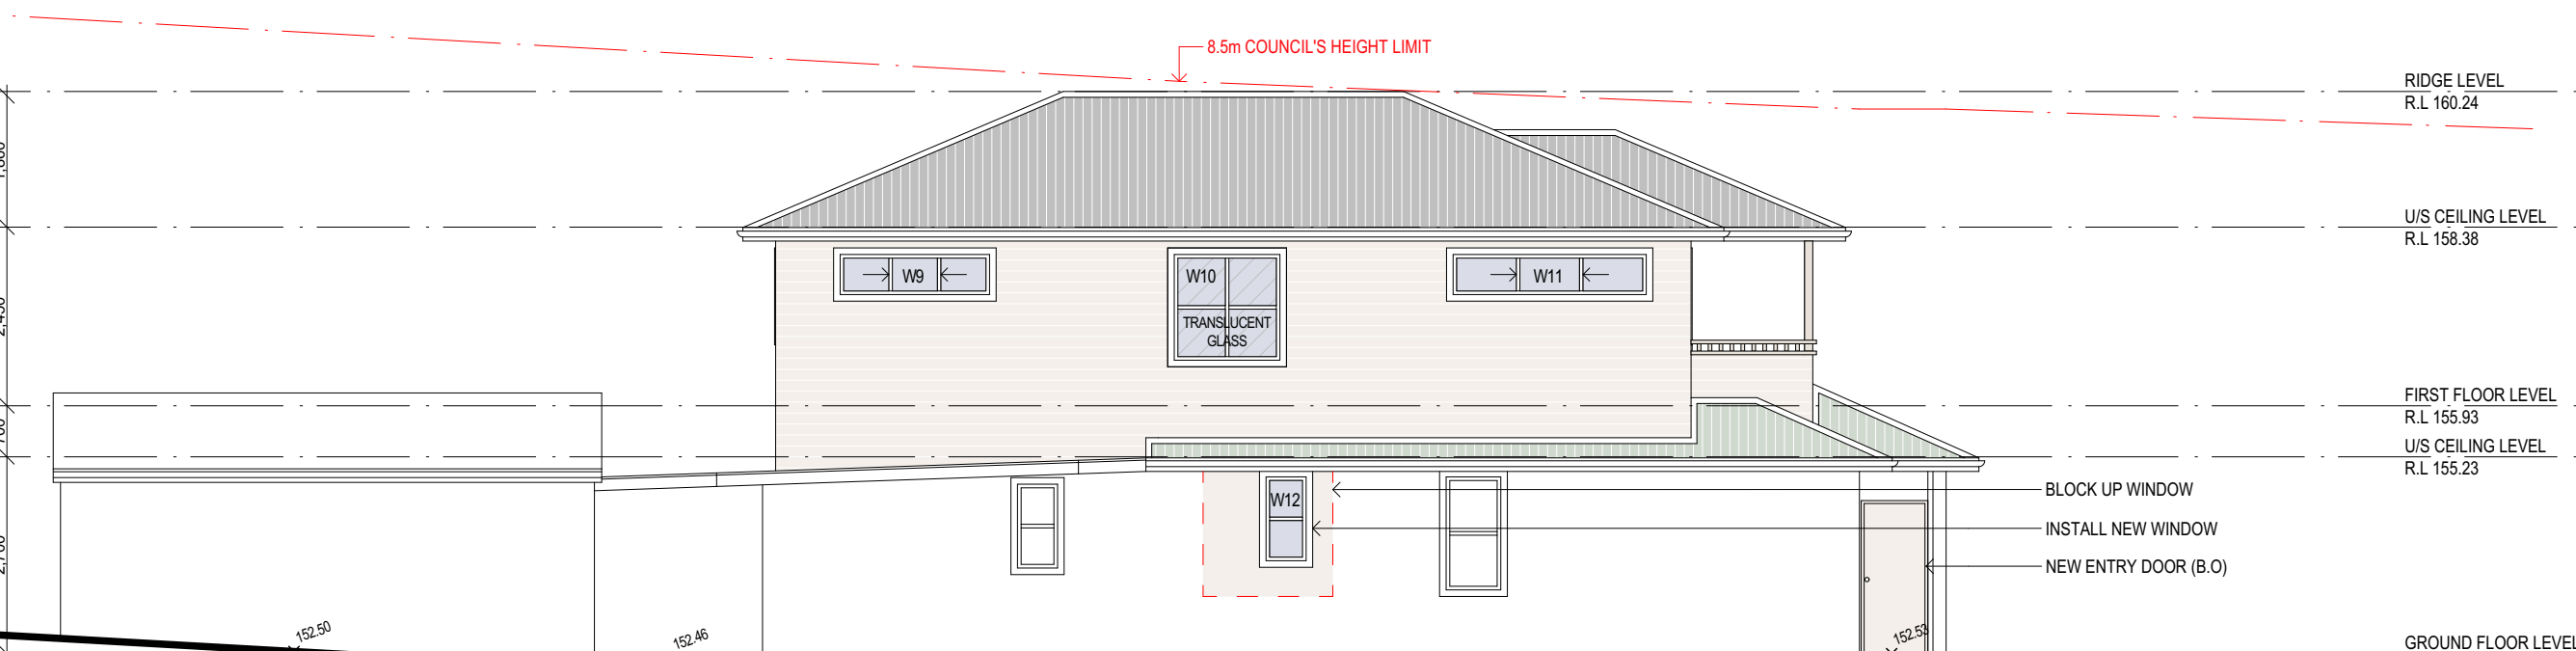 8.5m COUNCIL'S HEIGHT LIMIT
RIDGE LEVEL
R.L 160.24
U/S CEILING LEVEL
R.L 158.38
W9
W10
W11
TRANSLUCENT
GLASS
FIRST FLOOR LEVEL
R.L 155.93
U/S CEILING LEVEL
R.L 155.23
W12
BLOCK UP WINDOW
INSTALL NEW WINDOW
NEW ENTRY DOOR (B.O)
152.50
152.46
152.53
GROUND FLOOR LEVEL